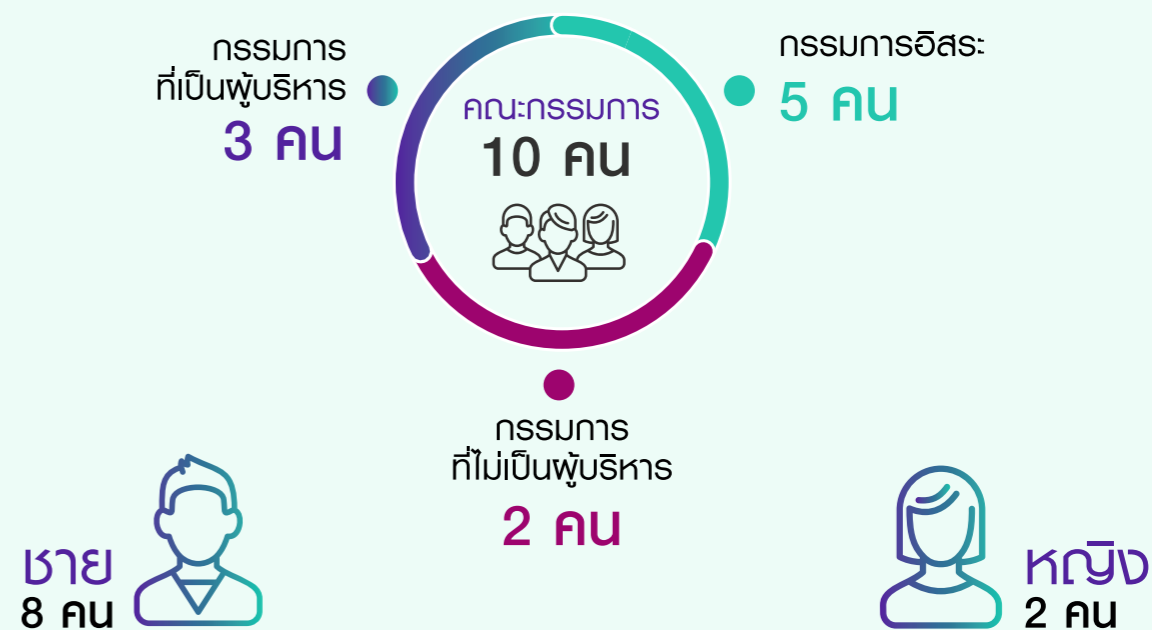 กรรมการ
ที่เป็นผู้บริหาร
3 คน
คณะกรรมการ
10 คน
กรรมการอิสระ
5 คน
กรรมการ
ที่ไม่เป็นผู้บริหาร
2 คน
ชาย
8 คน
หญิง
2 คน